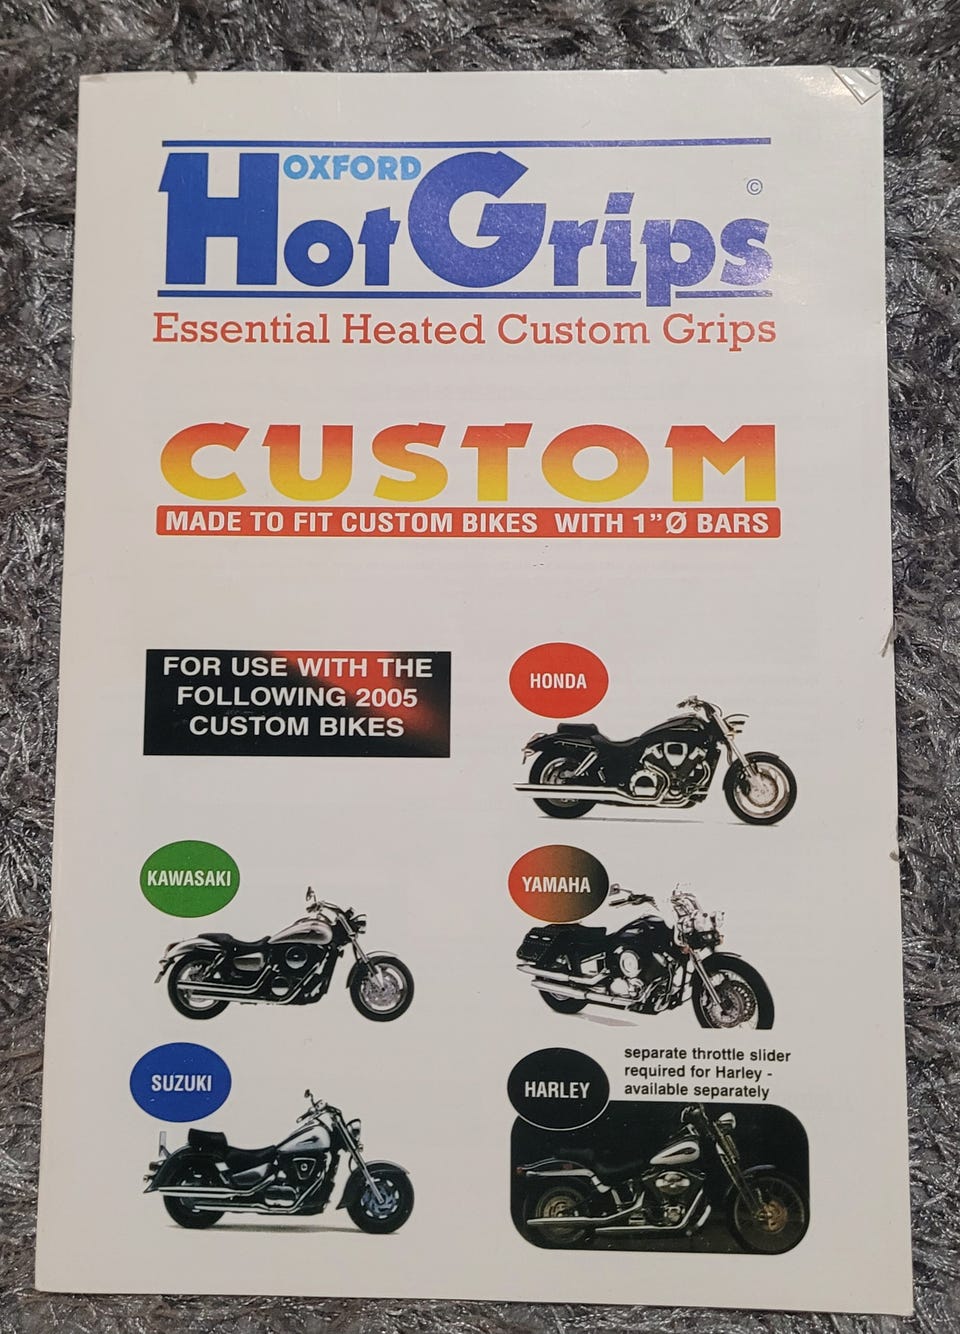 OXFORD
HotGrips ©
Essential Heated Custom Grips
CUSTOM
MADE TO FIT CUSTOM BIKES WITH 1"Ø BARS
FOR USE WITH THE
FOLLOWING 2005
CUSTOM BIKES
HONDA
KAWASAKI
YAMAHA
SUZUKI
HARLEY
separate throttle slider
required for Harley -
available separately